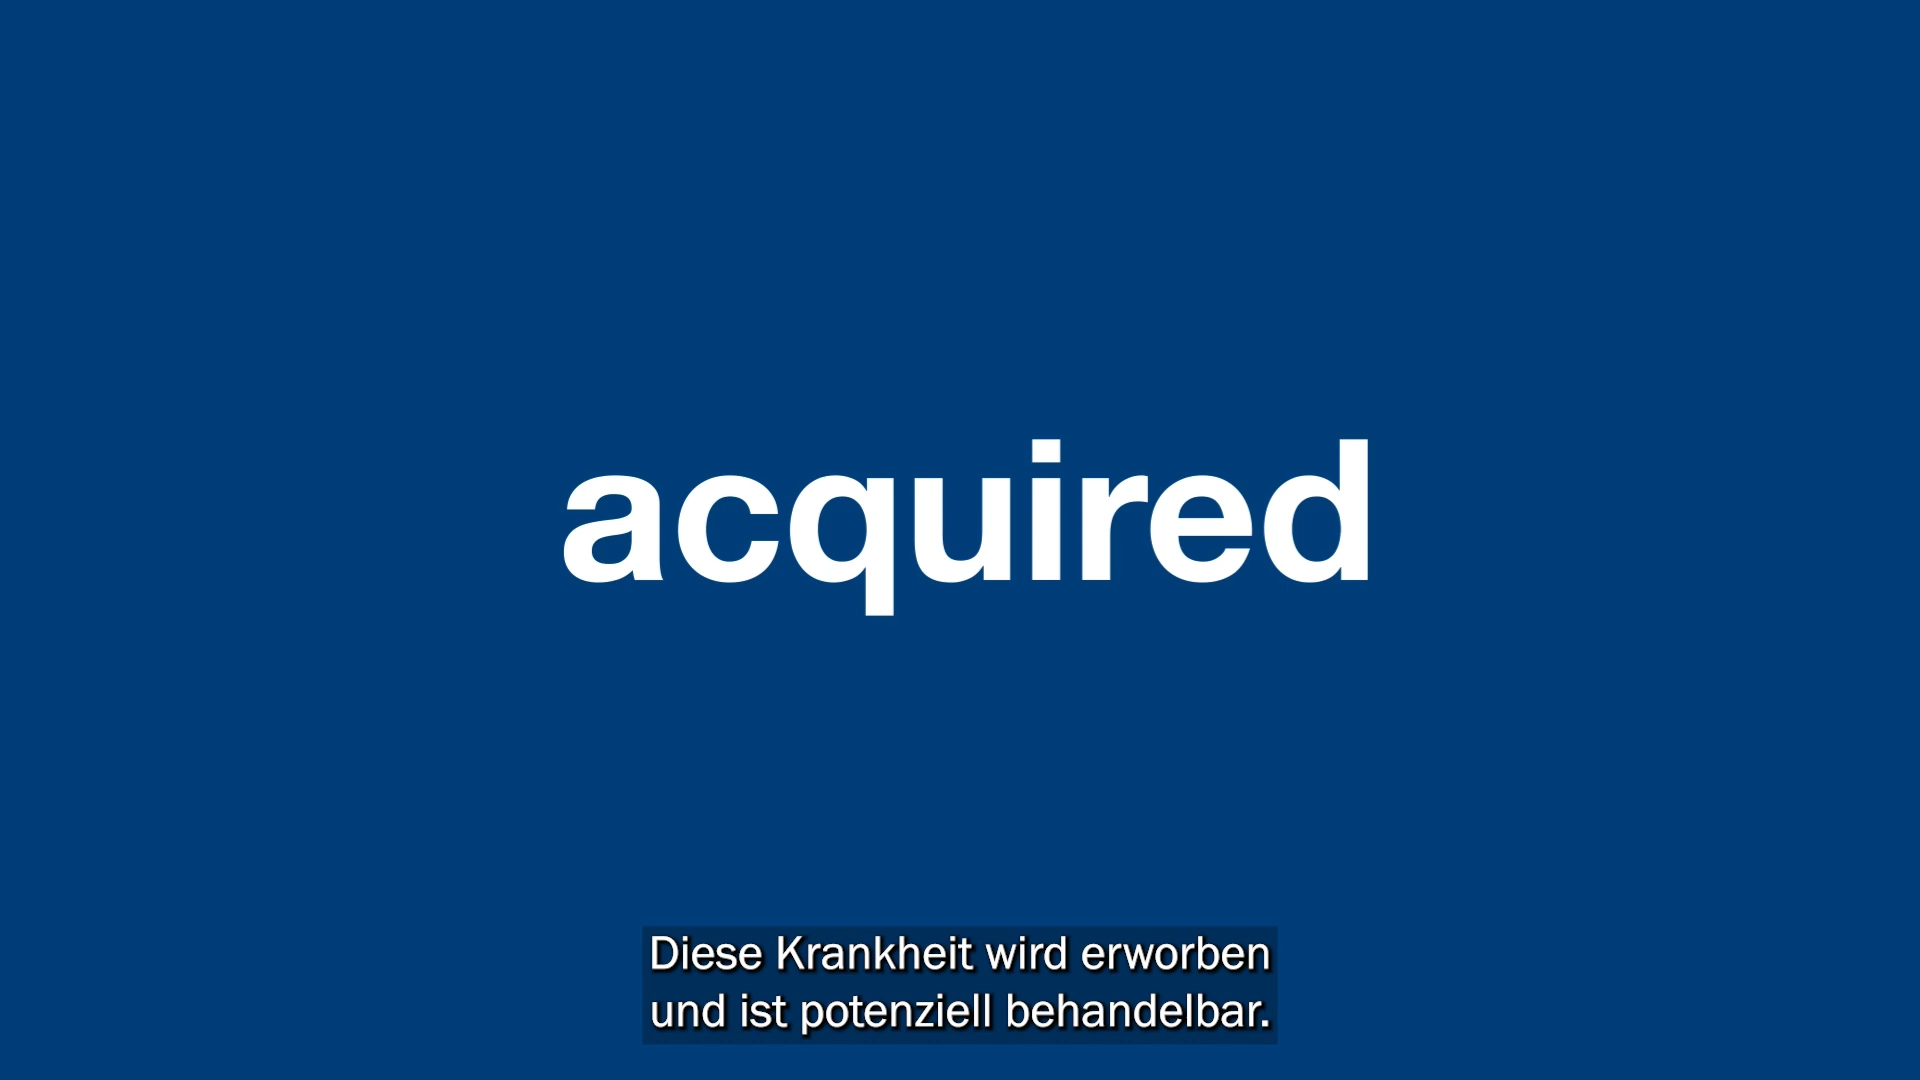 acquired
Diese Krankheit wird erworben
und ist potenziell behandelbar.